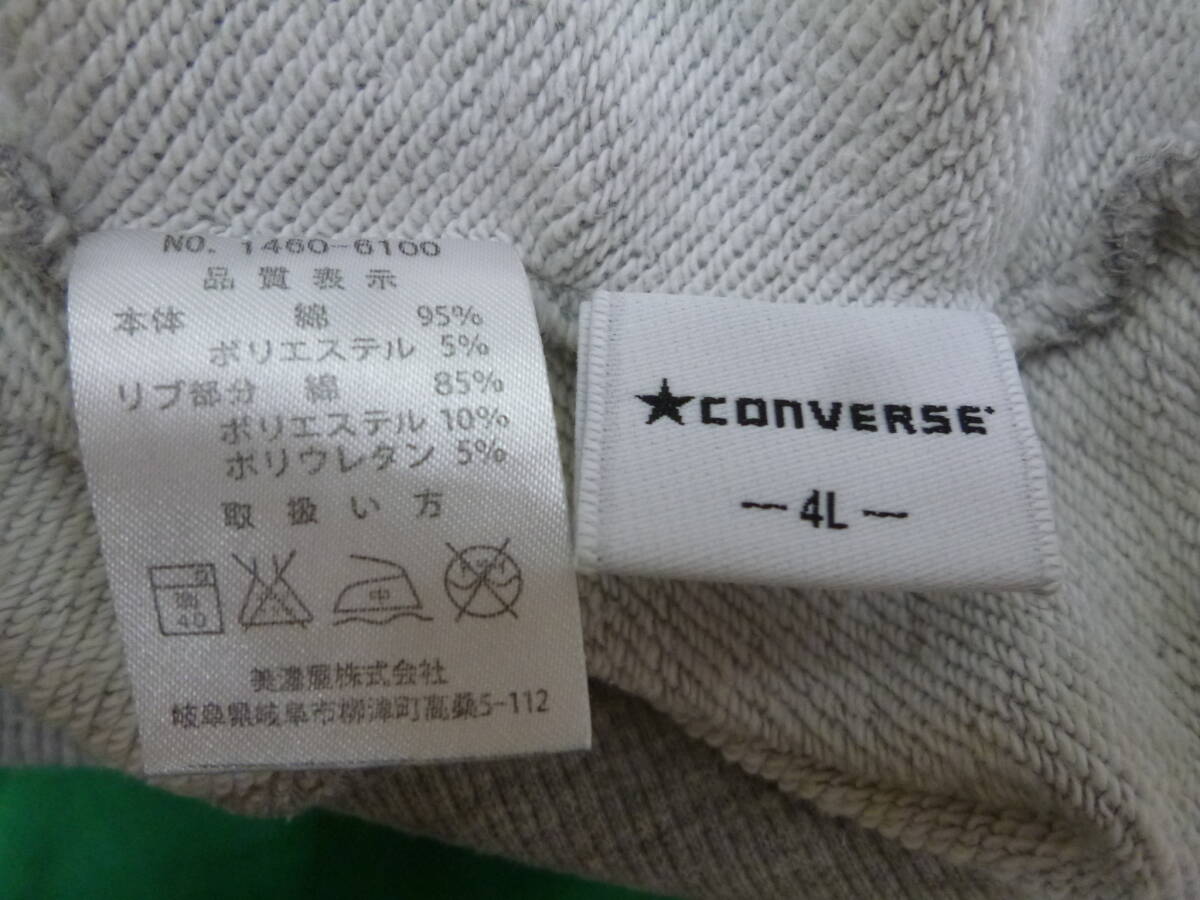 NO. 1460-6100
品質表示
本体 綿 95%
ポリエステル 5%
リブ部分 綿 85%
ポリエステル 10%
ポリウレタン 5%
取扱い方
40
中
美濃屋株式会社
岐阜県岐阜市柳津町高桑5-112
★CONVERSE
— 4L —